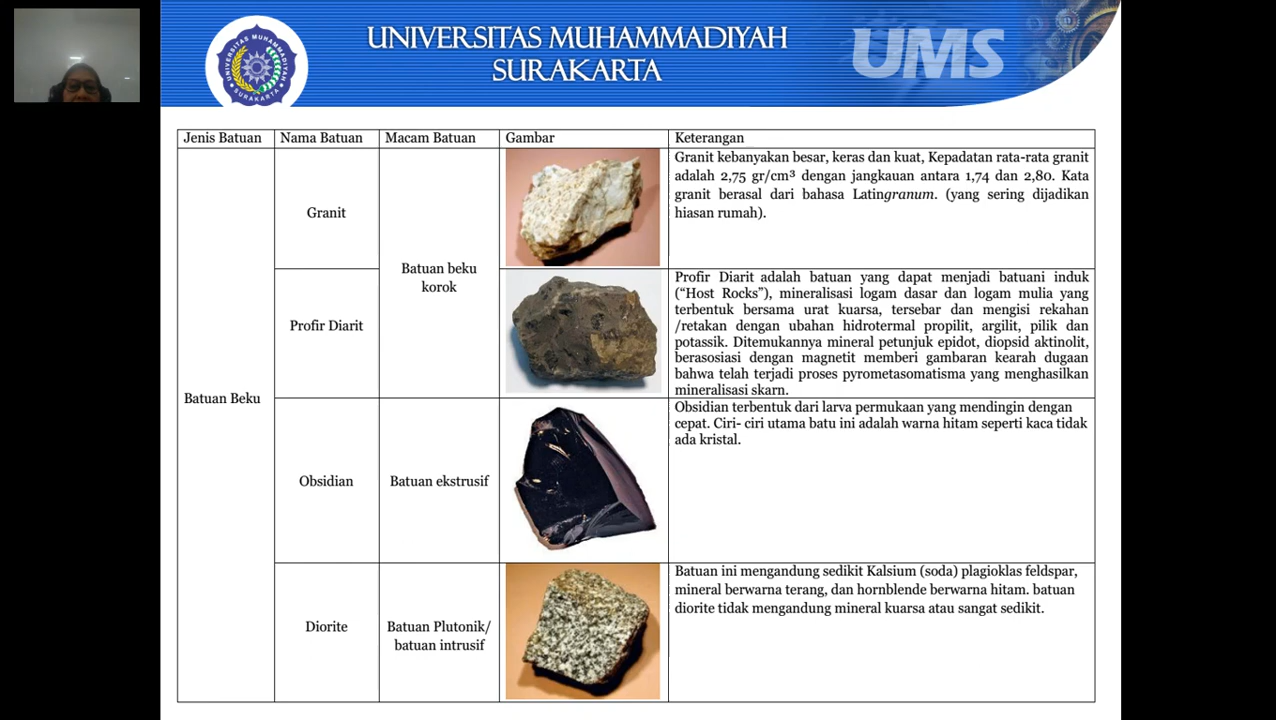 UNIVERSITAS MUHAMMADIYAH
SURAKARTA
UMS
UNIVERSITAS MUHAMMADIYAH
SURAKARTA
Jenis Batuan
Nama Batuan
Macam Batuan
Gambar
Keterangan
Batuan Beku
Granit
Batuan beku
korok
Granit kebanyakan besar, keras dan kuat, Kepadatan rata-rata granit
adalah 2,75 gr/cm³ dengan jangkauan antara 1,74 dan 2,80. Kata
granit berasal dari bahasa Latingranum. (yang sering dijadikan
hiasan rumah).
Profir Diarit
Profir Diarit adalah batuan yang dapat menjadi batuani induk
(“Host Rocks”), mineralisasi logam dasar dan logam mulia yang
terbentuk bersama urat kuarsa, tersebar dan mengisi rekahan
/retakan dengan ubahan hidrotermal propilit, argilit, pilik dan
potassik. Ditemukannya mineral petunjuk epidot, diopsid aktinolit,
berasosiasi dengan magnetit memberi gambaran kearah dugaan
bahwa telah terjadi proses pyrometasomatisma yang menghasilkan
mineralisasi skarn.
Obsidian
Batuan ekstrusif
Obsidian terbentuk dari larva permukaan yang mendingin dengan
cepat. Ciri- ciri utama batu ini adalah warna hitam seperti kaca tidak
ada kristal.
Diorite
Batuan Plutonik/
batuan intrusif
Batuan ini mengandung sedikit Kalsium (soda) plagioklas feldspar,
mineral berwarna terang, dan hornblende berwarna hitam. batuan
diorite tidak mengandung mineral kuarsa atau sangat sedikit.